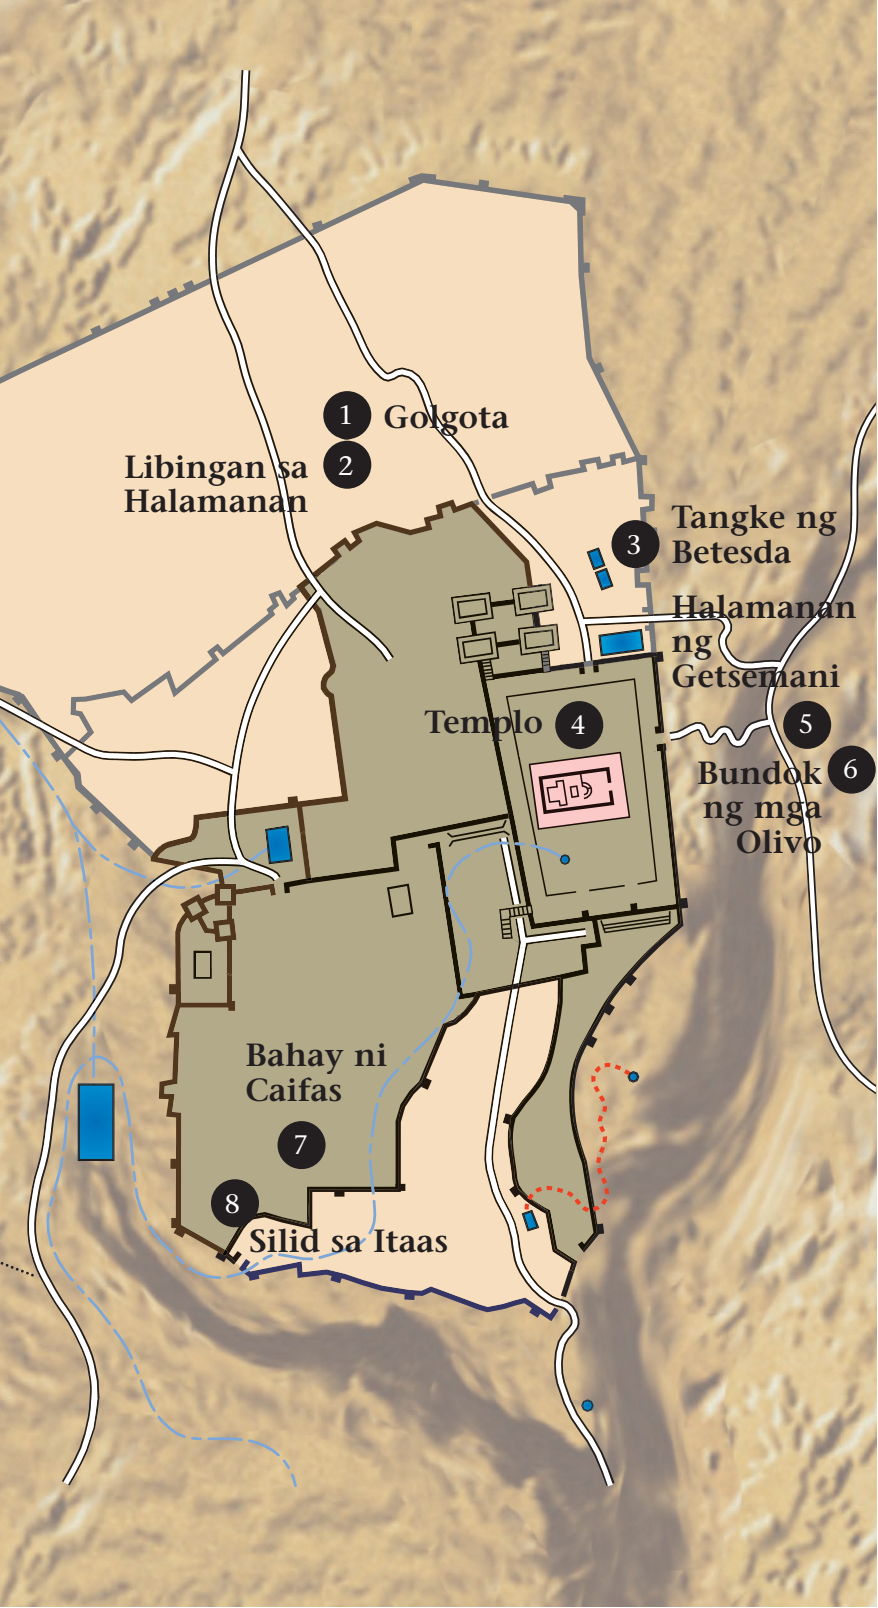 1 Golgota
2
Libingan sa
Halamanan
3
Tangke ng
Betesda
Halamanan
ng
Getsemani
Templo 4
5
6
Bundok
ng mga
Olivo
Bahay ni
Caifas
7
8
Silid sa Itaas